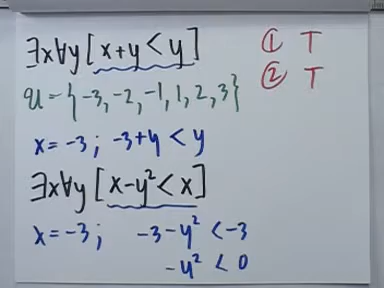 ∃x∀y [x+y < y]
① T
② T
U = {-3, -2, -1, 1, 2, 3}
x = -3 ; -3+y < y
∃x∀y [x-y² < x]
x = -3 ; -3-y² < -3
-y² < 0